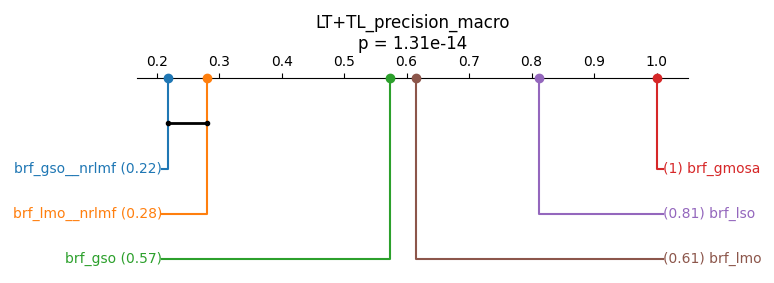 LT+TL_precision_macro
p = 1.31e-14
0.2 0.3 0.4 0.5 0.6 0.7 0.8 0.9 1.0
brf_gso__nrlmf (0.22) (1) brf_gmosa
brf_lmo__nrlmf (0.28) (0.81) brf_lso
brf_gso (0.57) (0.61) brf_lmo